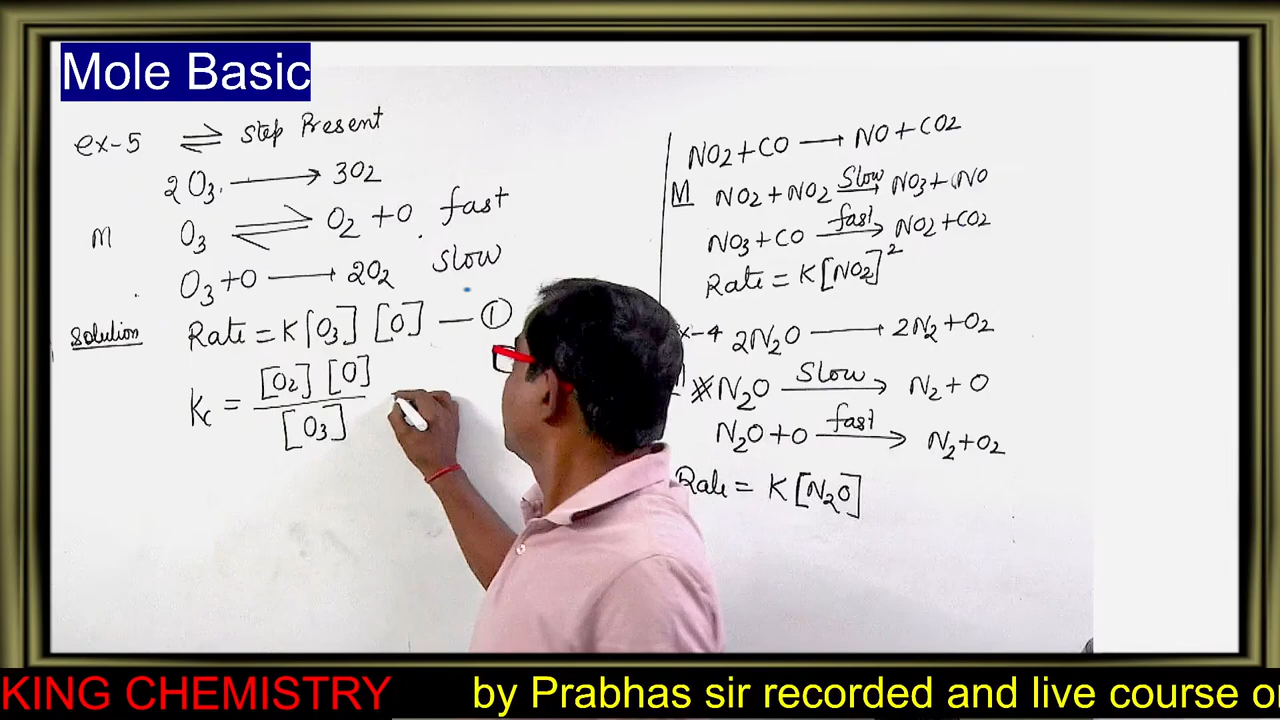 Mole Basic
ex-5 ⇌ Step Present
2O3 ⟶ 3O2
M O3 ⇌ O2 + O fast
O3 + O ⟶ 2O2 slow
Solution Rate = K [O3] [O] — ①
Kc = [O2] [O] / [O3]
NO2 + CO ⟶ NO + CO2
M NO2 + NO2 Slow⟶ NO3 + NO
NO3 + CO fast⟶ NO2 + CO2
Rate = K [NO2]²
x-4 2N2O ⟶ 2N2 + O2
N2O Slow⟶ N2 + O
N2O + O fast⟶ N2 + O2
Rate = K [N2O]
KING CHEMISTRY by Prabhas sir recorded and live course o